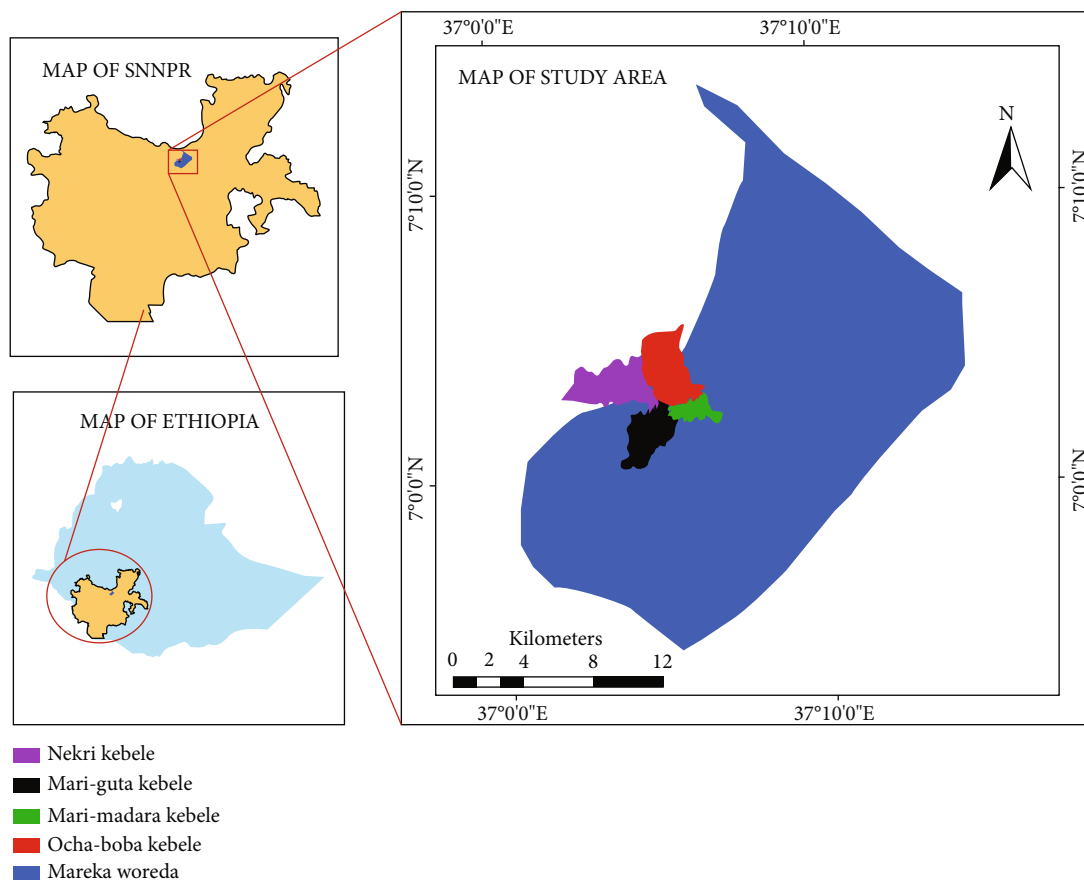 MAP OF SNNPR
MAP OF ETHIOPIA
37°0'0"E 37°10'0"E
MAP OF STUDY AREA
N
7°10'0"N
7°0'0"N
7°0'10"N
7°0'0"N
Kilometers
0 2 4 8 12
37°0'0"E 37°10'0"E
Nekri kebele
Mari-guta kebele
Mari-madara kebele
Ocha-boba kebele
Mareka woreda